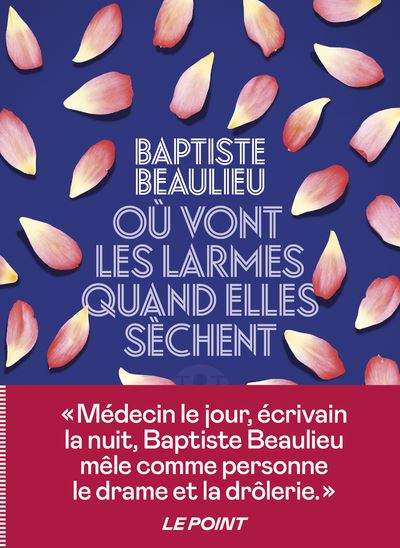 BAPTISTE
BEAULIEU
OÙ VONT
LES LARMES
QUAND ELLES
SÈCHENT
« Médecin le jour, écrivain
la nuit, Baptiste Beaulieu
mêle comme personne
le drame et la drôlerie. »
LE POINT